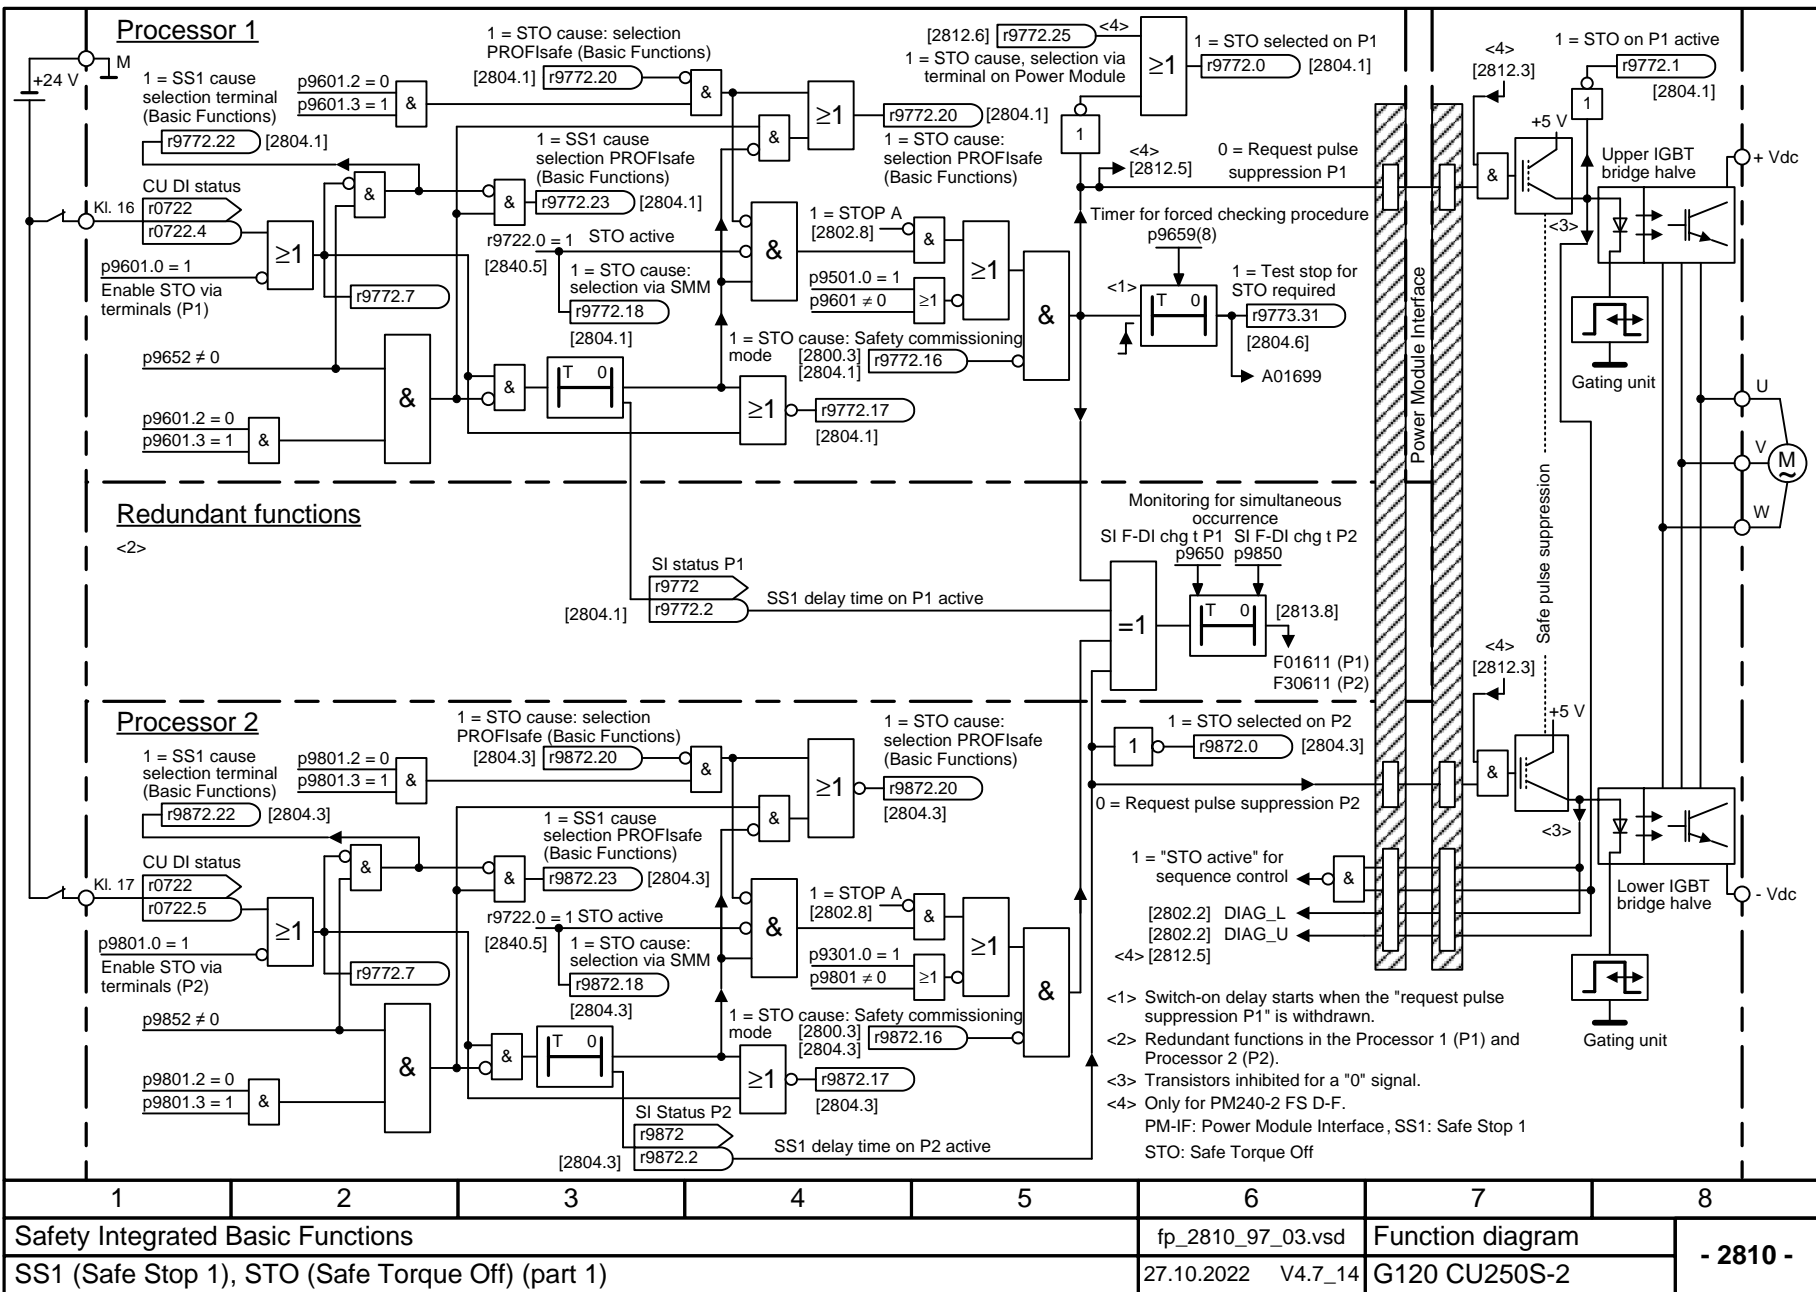 Processor 1
M
+24 V
1 = SS1 cause
selection terminal
(Basic Functions)
r9772.22
[2804.1]
p9601.2 = 0
p9601.3 = 1
&
1 = STO cause: selection
PROFIsafe (Basic Functions)
[2804.1]
r9772.20
&
≥1
r9772.20
[2804.1]
1 = STO cause:
selection PROFIsafe
(Basic Functions)
[2812.6]
r9772.25
<4>
1 = STO cause, selection via
terminal on Power Module
≥1
1 = STO selected on P1
r9772.0
[2804.1]
1
<4>
[2812.5]
0 = Request pulse
suppression P1
<4>
[2812.3]
1 = STO on P1 active
r9772.1
[2804.1]
1
+5 V
&
<3>
Upper IGBT
bridge halve
+ Vdc
CU DI status
r0722
r0722.4
Kl. 16
≥1
p9601.0 = 1
Enable STO via
terminals (P1)
&
r9772.7
1 = SS1 cause
selection PROFIsafe
(Basic Functions)
&
r9772.23
[2804.1]
&
r9722.0 = 1
STO active
[2840.5]
1 = STO cause:
selection via SMM
r9772.18
[2804.1]
&
1 = STOP A
[2802.8]
&
p9501.0 = 1
p9601 ≠ 0
≥1
≥1
&
1 = STO cause: Safety commissioning
mode
[2800.3]
[2804.1]
r9772.16
Timer for forced checking procedure
p9659(8)
<1>
T 0
1 = Test stop for
STO required
r9773.31
[2804.6]
A01699
Power Module Interface
Gating unit
p9652 ≠ 0
p9601.2 = 0
p9601.3 = 1
&
&
&
T 0
≥1
r9772.17
[2804.1]
U
V
W
M
~
Safe pulse suppression
Redundant functions
<2>
SI status P1
r9772
r9772.2
[2804.1]
SS1 delay time on P1 active
Monitoring for simultaneous
occurrence
SI F-DI chg t P1
SI F-DI chg t P2
p9650
p9850
=1
T 0
[2813.8]
F01611 (P1)
F30611 (P2)
<4>
[2812.3]
Processor 2
1 = SS1 cause
selection terminal
(Basic Functions)
r9872.22
[2804.3]
p9801.2 = 0
p9801.3 = 1
&
1 = STO cause: selection
PROFIsafe (Basic Functions)
[2804.3]
r9872.20
&
≥1
r9872.20
[2804.3]
1 = STO cause:
selection PROFIsafe
(Basic Functions)
1
1 = STO selected on P2
r9872.0
[2804.3]
0 = Request pulse suppression P2
&
+5 V
<3>
Lower IGBT
bridge halve
- Vdc
Gating unit
CU DI status
r0722
r0722.5
Kl. 17
≥1
p9801.0 = 1
Enable STO via
terminals (P2)
&
r9772.7
1 = SS1 cause
selection PROFIsafe
(Basic Functions)
&
r9872.23
[2804.3]
&
r9722.0 = 1
STO active
[2840.5]
1 = STO cause:
selection via SMM
r9872.18
[2804.3]
&
1 = STOP A
[2802.8]
&
p9301.0 = 1
p9801 ≠ 0
≥1
≥1
&
1 = STO cause: Safety commissioning
mode
[2800.3]
[2804.3]
r9872.16
1 = "STO active" for
sequence control
&
[2802.2] DIAG_L
[2802.2] DIAG_U
<4> [2812.5]
p9852 ≠ 0
p9801.2 = 0
p9801.3 = 1
&
&
&
T 0
≥1
r9872.17
[2804.3]
SI Status P2
r9872
r9872.2
[2804.3]
SS1 delay time on P2 active
<1> Switch-on delay starts when the "request pulse
suppression P1" is withdrawn.
<2> Redundant functions in the Processor 1 (P1) and
Processor 2 (P2).
<3> Transistors inhibited for a "0" signal.
<4> Only for PM240-2 FS D-F.
PM-IF: Power Module Interface, SS1: Safe Stop 1
STO: Safe Torque Off
1 2 3 4 5 6 7 8
Safety Integrated Basic Functions
fp_2810_97_03.vsd
Function diagram
- 2810 -
SS1 (Safe Stop 1), STO (Safe Torque Off) (part 1)
27.10.2022 V4.7_14
G120 CU250S-2